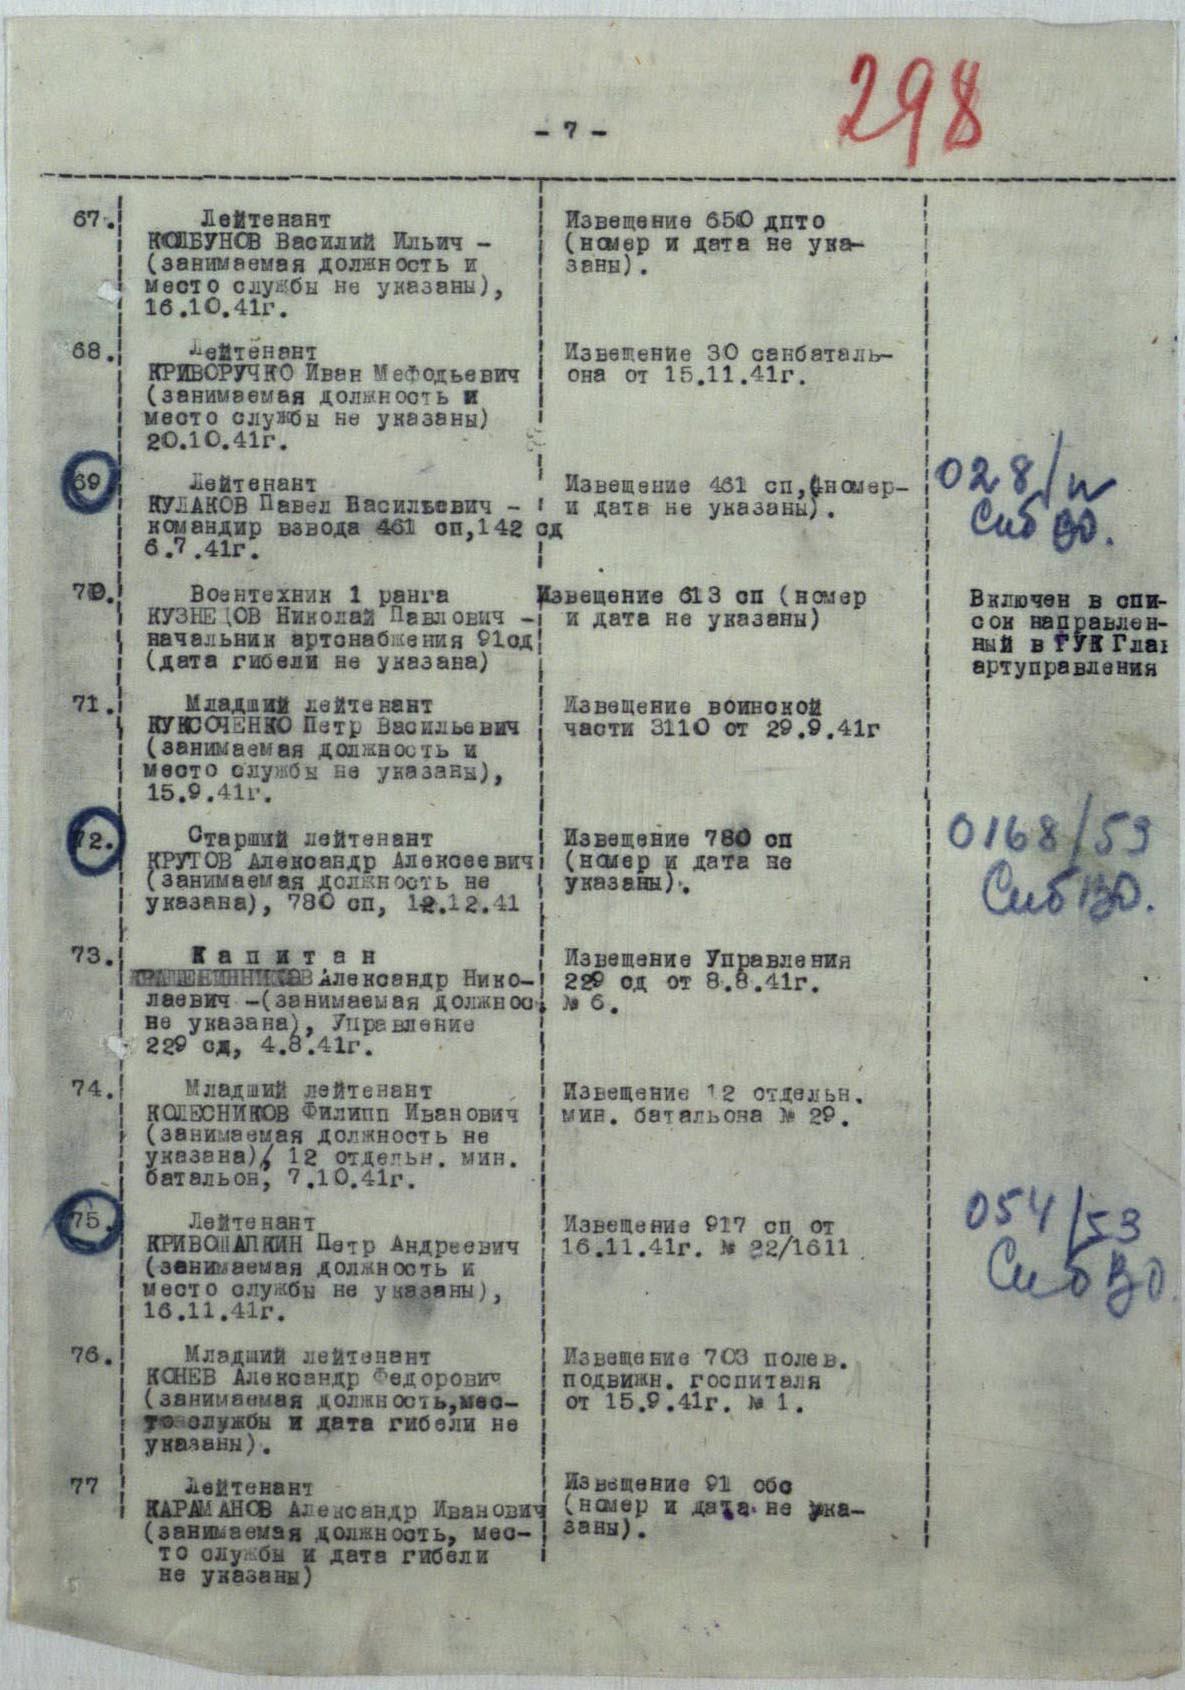 298
- 7 -
67. Лейтенант
КОЛБУНОВ Василий Ильич -
(занимаемая должность и
место службы не указаны),
16.10.41г.
Извещение 650 дпто
(номер и дата не ука-
заны).
68. Лейтенант
КРИВОРУЧКО Иван Мефодьевич
(занимаемая должность и
место службы не указаны)
20.10.41г.
Извещение 30 санбаталь-
она от 15.11.41г.
69 Лейтенант
КУЛАКОВ Павел Васильевич -
командир взвода 461 сп,142 сд
6.7.41г.
Извещение 461 сп,(номер-
и дата не указаны).
028/п
СибВО.
70. Воентехник 1 ранга
КУЗНЕЦОВ Николай Павлович -
начальник артснабжения 91сд
(дата гибели не указана)
Извещение 613 сп (номер
и дата не указаны)
Включен в спи-
сок направлен-
ный в ГУК Глав
артуправления
71. Младший лейтенант
КУКСОЧЕНКО Петр Васильевич
(занимаемая должность и
место службы не указаны),
15.9.41г.
Извещение воинской
части 3110 от 29.9.41г
72. Старший лейтенант
КРУТОВ Александр Алексеевич
(занимаемая должность не
указана), 780 сп, 12.12.41
Извещение 780 сп
(номер и дата не
указаны).
0168/53
СибВО.
73. Капитан
Александр Нико-
лаевич -(занимаемая должнос
не указана), Управление
229 сд, 4.8.41г.
Извещение Управления
229 сд от 8.8.41г.
№ 6.
74. Младший лейтенант
КОЛЕСНИКОВ Филипп Иванович
(занимаемая должность не
указана), 12 отдельн. мин.
батальон, 7.10.41г.
Извещение 12 отдельн.
мин. батальона № 29.
75. Лейтенант
КРИВОШАПКИН Петр Андреевич
(занимаемая должность и
место службы не указаны),
16.11.41г.
Извещение 917 сп от
16.11.41г. № 22/1611
054/53
СибВО
76. Младший лейтенант
КОНЕВ Александр Федорович
(занимаемая должность,мес-
то службы и дата гибели не
указаны).
Извещение 703 полев.
подвижн. госпиталя
от 15.9.41г. № 1.
77 Лейтенант
КАРАМАНОВ Александр Иванович
(занимаемая должность, мес-
то службы и дата гибели
не указаны)
Извещение 91 обс
(номер и дата не ука-
заны).